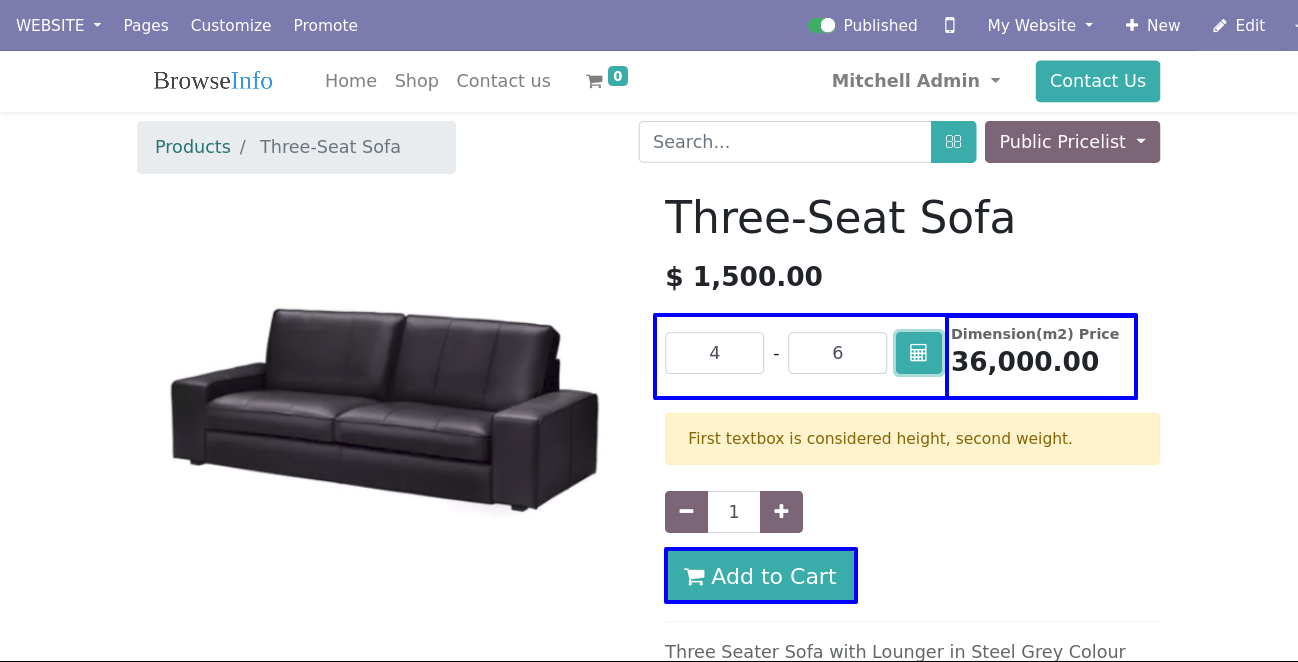 WEBSITE Pages Customize Promote Published My Website New Edit
BrowseInfo Home Shop Contact us 0 Mitchell Admin Contact Us
Products / Three-Seat Sofa Search... Public Pricelist
Three-Seat Sofa
$ 1,500.00
Dimension(m2) Price
4 - 6 36,000.00
First textbox is considered height, second weight.
1
Add to Cart
Three Seater Sofa with Lounger in Steel Grey Colour